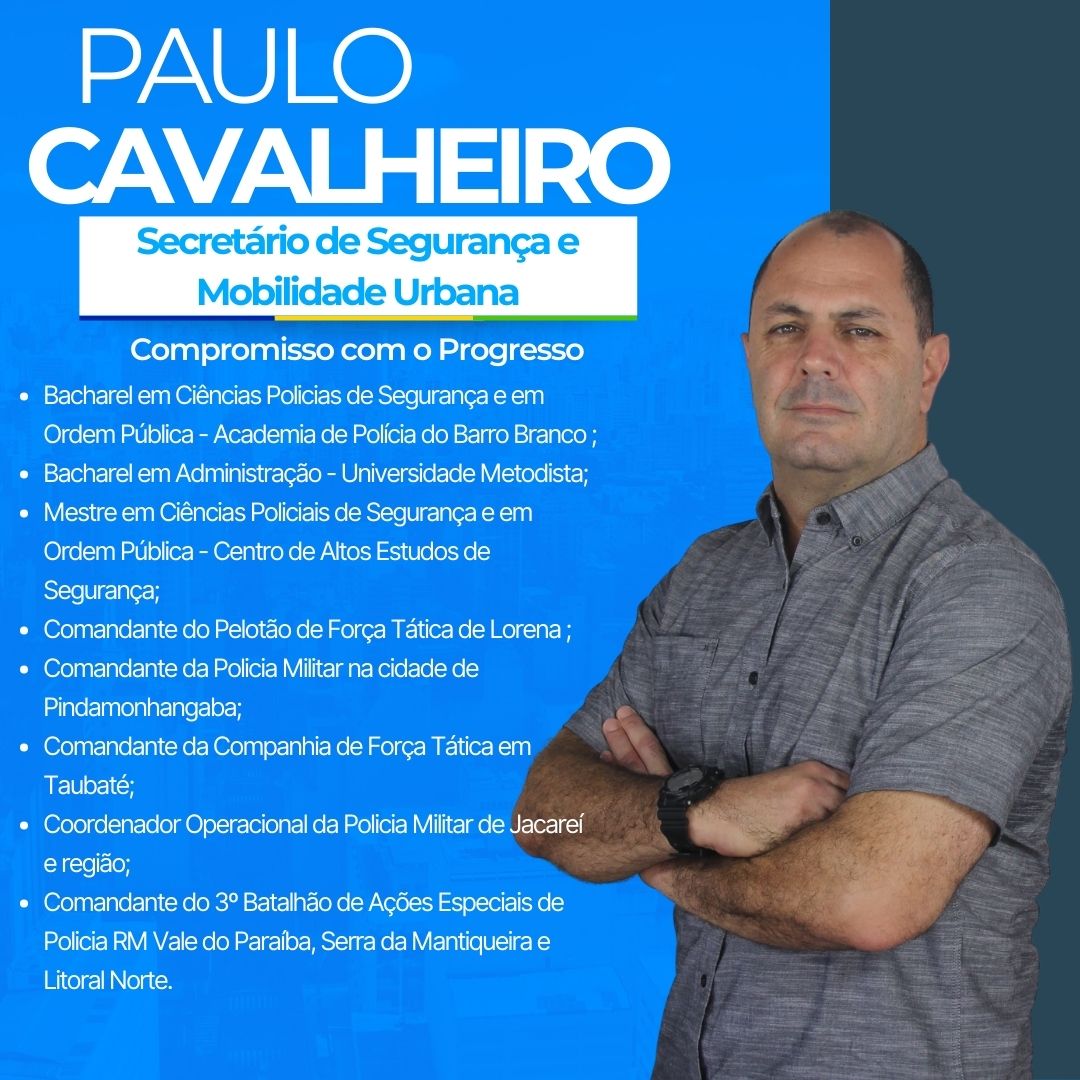 PAULO
CAVALHEIRO
Secretário de Segurança e
Mobilidade Urbana
Compromisso com o Progresso
• Bacharel em Ciências Policias de Segurança e em
Ordem Pública - Academia de Polícia do Barro Branco ;
• Bacharel em Administração - Universidade Metodista;
• Mestre em Ciências Policiais de Segurança e em
Ordem Pública - Centro de Altos Estudos de
Segurança;
• Comandante do Pelotão de Força Tática de Lorena ;
• Comandante da Policia Militar na cidade de
Pindamonhangaba;
• Comandante da Companhia de Força Tática em
Taubaté;
• Coordenador Operacional da Policia Militar de Jacareí
e região;
• Comandante do 3º Batalhão de Ações Especiais de
Policia RM Vale do Paraíba, Serra da Mantiqueira e
Litoral Norte.